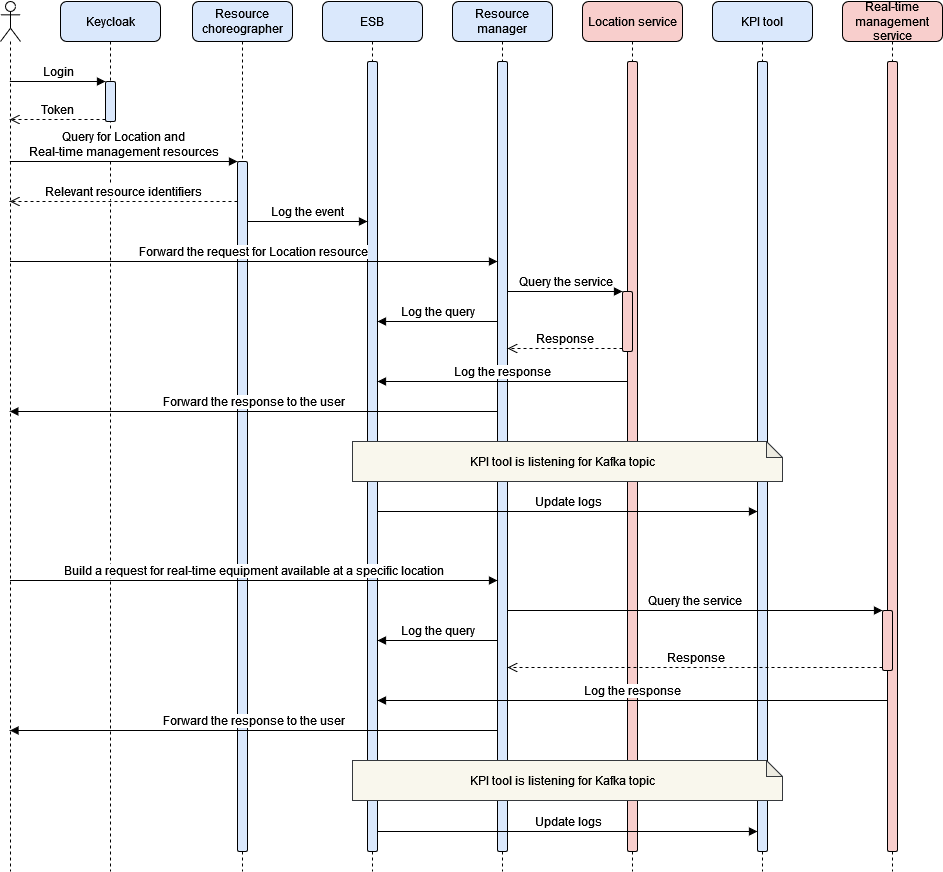 Keycloak
Resource
choreographer
ESB
Resource
manager
Location service
KPI tool
Real-time
management
service
Login
Token
Query for Location and
Real-time management resources
Relevant resource identifiers
Log the event
Forward the request for Location resource
Query the service
Log the query
Response
Log the response
Forward the response to the user
KPI tool is listening for Kafka topic
Update logs
Build a request for real-time equipment available at a specific location
Query the service
Log the query
Response
Log the response
Forward the response to the user
KPI tool is listening for Kafka topic
Update logs